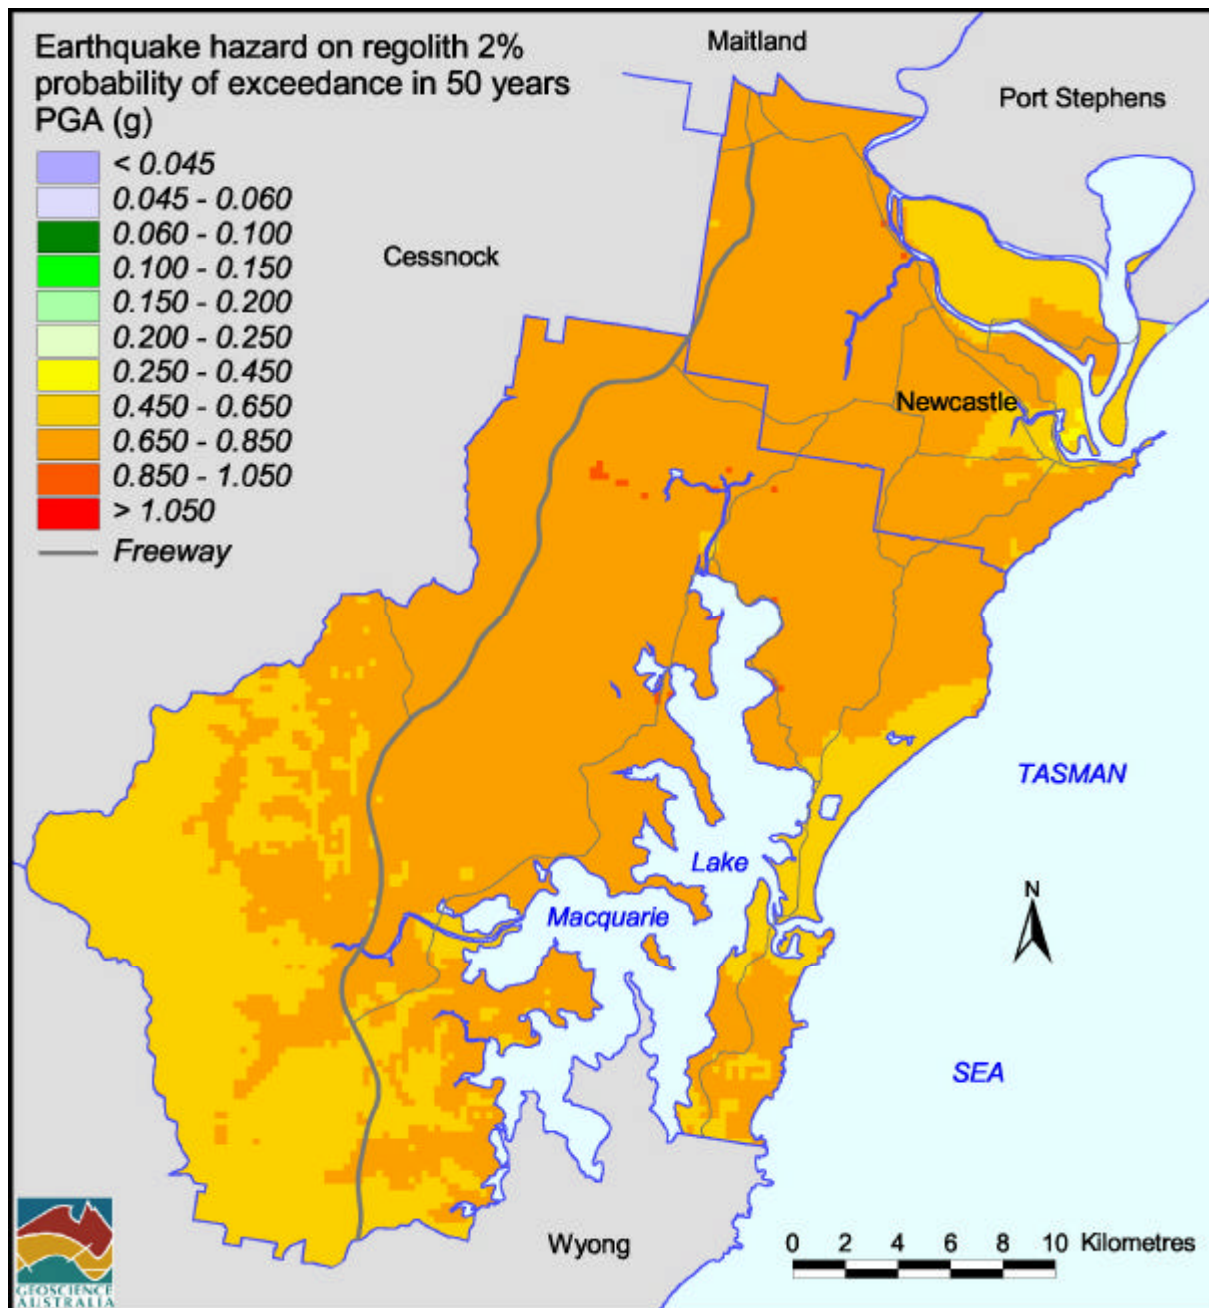 Earthquake hazard on regolith 2%
probability of exceedance in 50 years
PGA (g)
< 0.045
0.045 - 0.060
0.060 - 0.100
0.100 - 0.150
0.150 - 0.200
0.200 - 0.250
0.250 - 0.450
0.450 - 0.650
0.650 - 0.850
0.850 - 1.050
> 1.050
Freeway
Maitland
Port Stephens
Cessnock
Newcastle
TASMAN
Lake
Macquarie
N
SEA
Wyong
0 2 4 6 8 10 Kilometres
GEOSCIENCE
AUSTRALIA